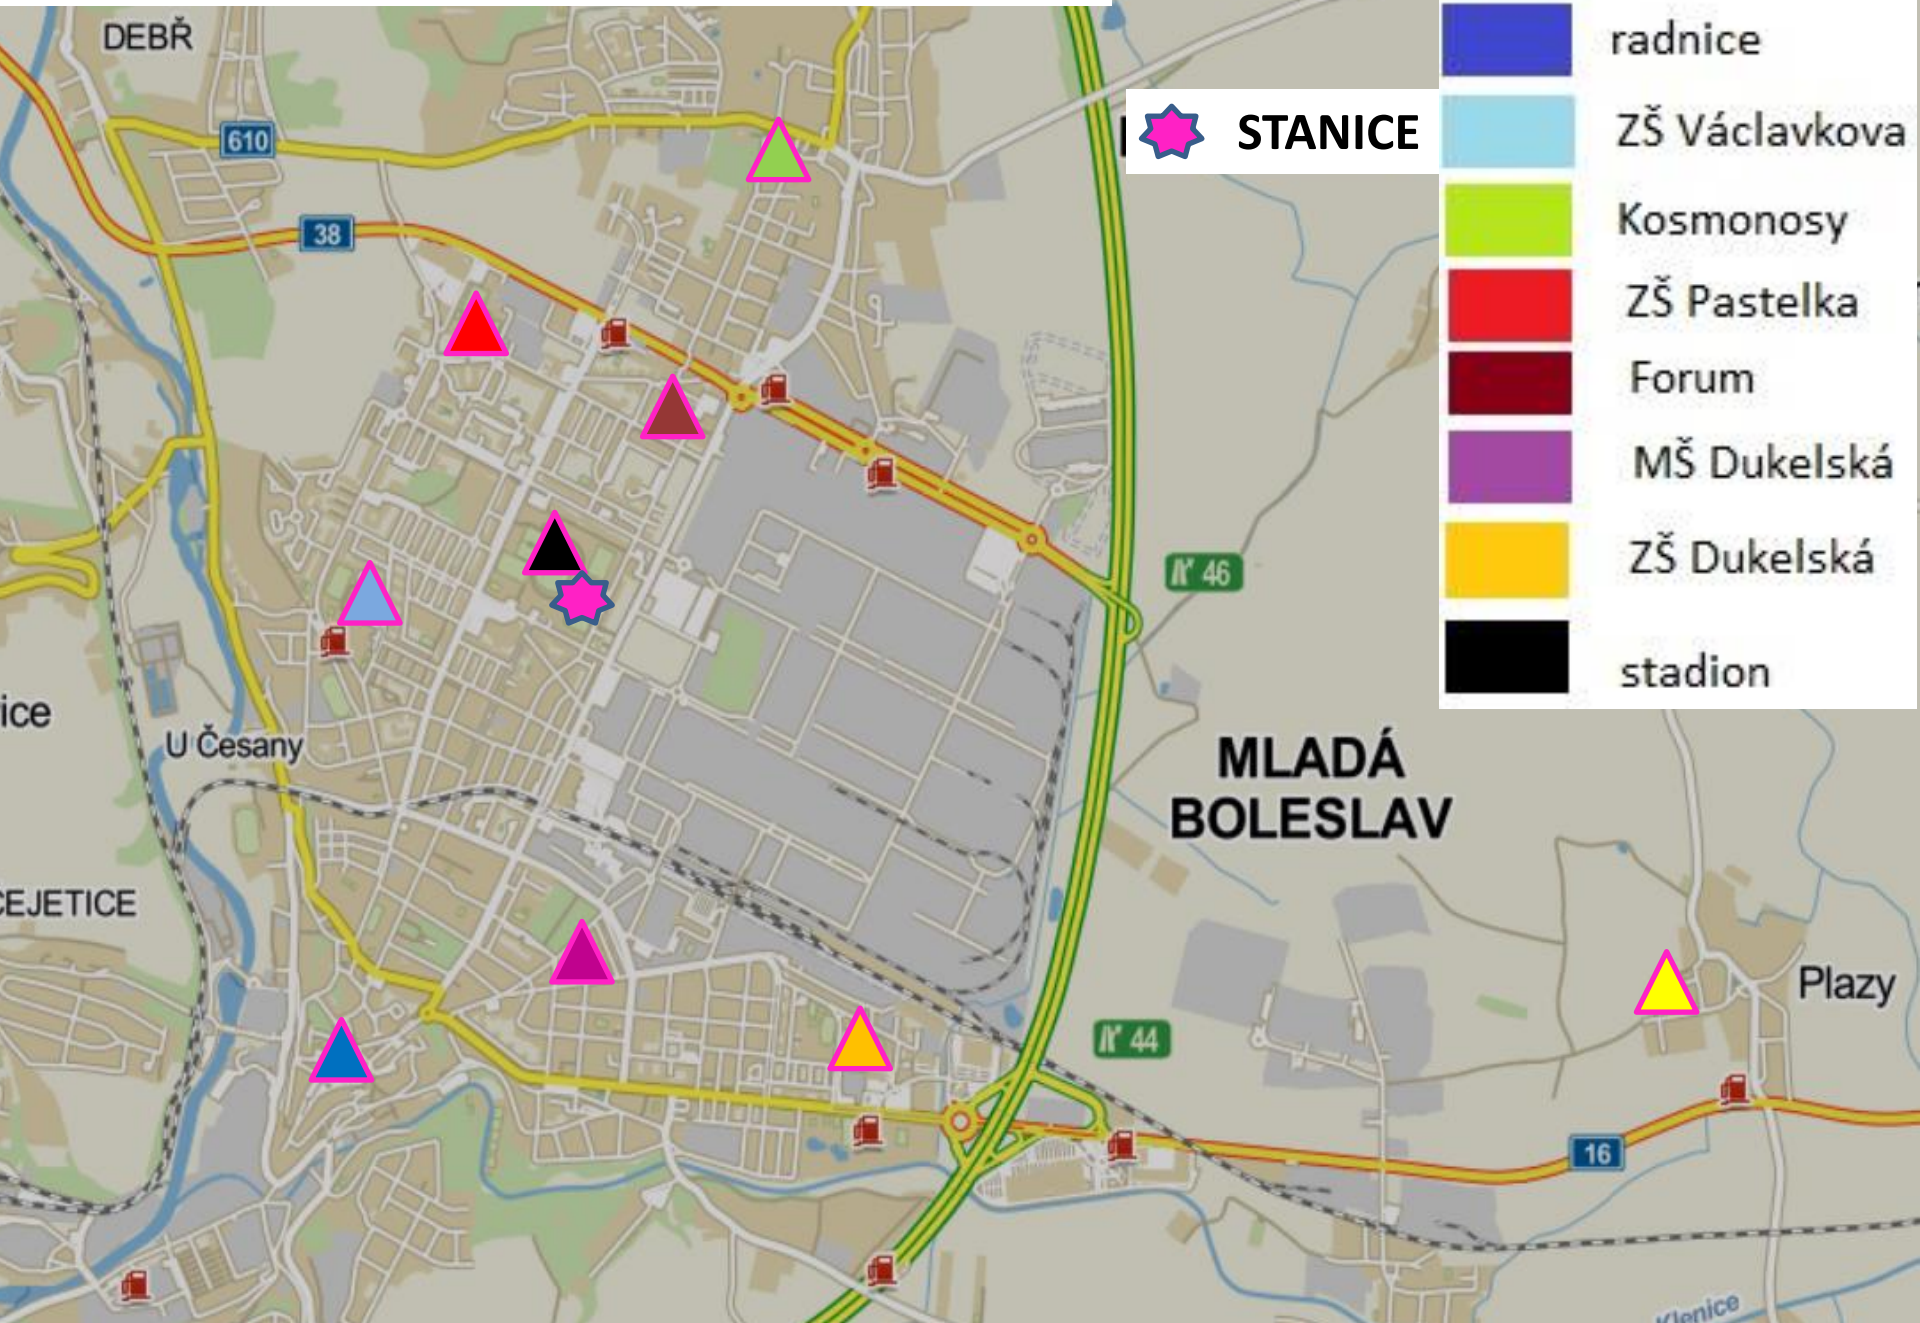 DEBŘ
610
38
STANICE
radnice
ZŠ Václavkova
Kosmonosy
ZŠ Pastelka
Forum
MŠ Dukelská
ZŠ Dukelská
stadion
46
ice
U Česany
MLADÁ
BOLESLAV
EJETICE
Plazy
44
16
Klenice